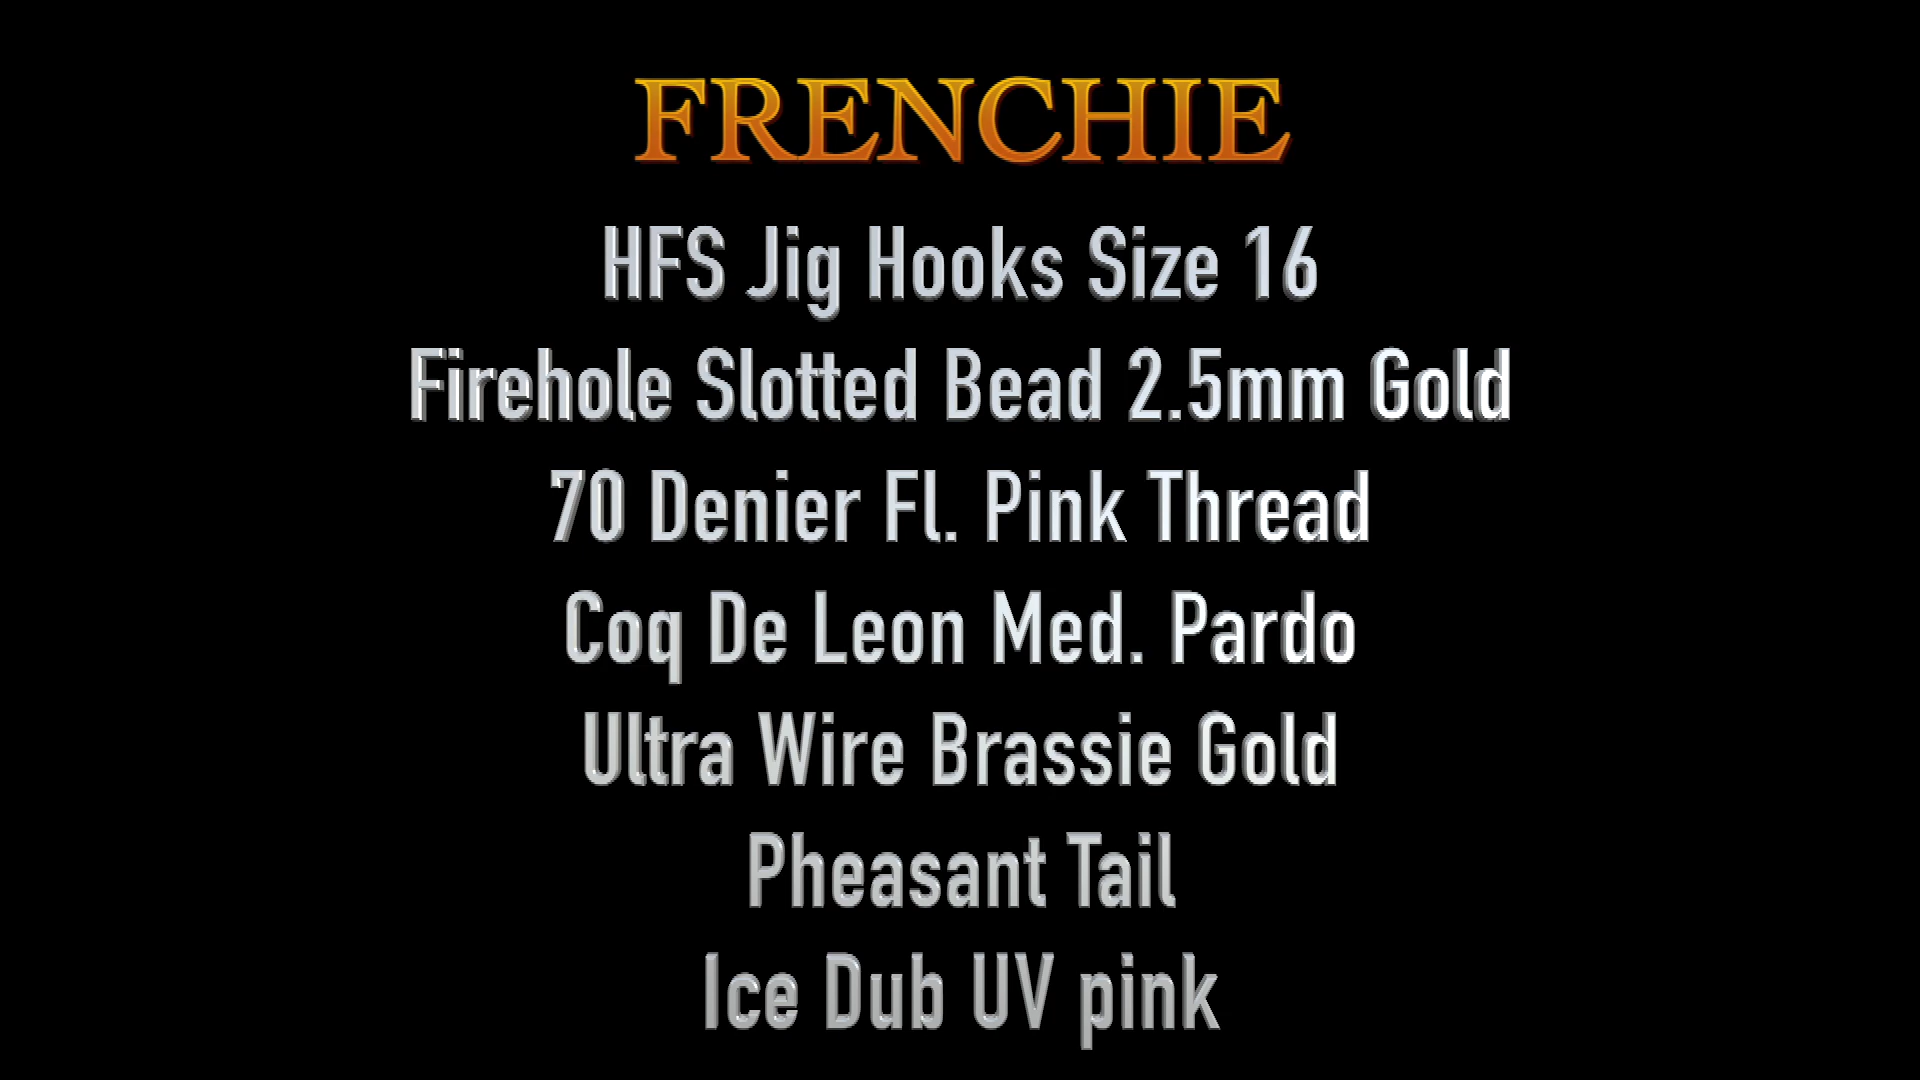 FRENCHIE
HFS Jig Hooks Size 16
Firehole Slotted Bead 2.5mm Gold
70 Denier Fl. Pink Thread
Coq De Leon Med. Pardo
Ultra Wire Brassie Gold
Pheasant Tail
Ice Dub UV pink